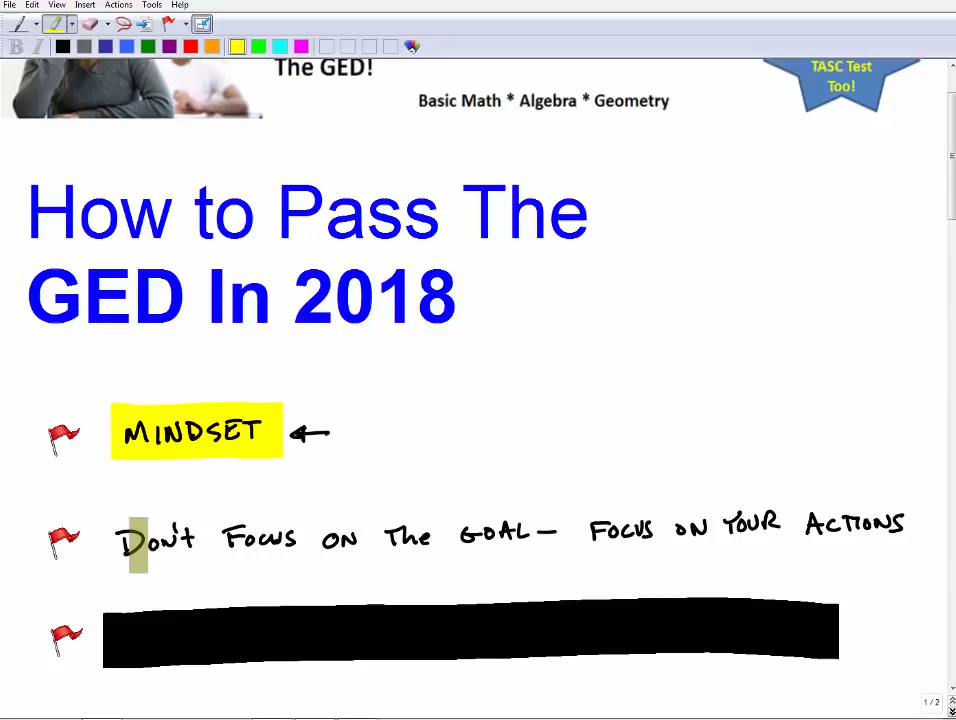 File Edit View Insert Actions Tools Help
B I
The GED!
TASC Test
Too!
Basic Math * Algebra * Geometry
How to Pass The
GED In 2018
MINDSET ←
Don't Focus on The GOAL — Focus on Your Actions
1 / 2